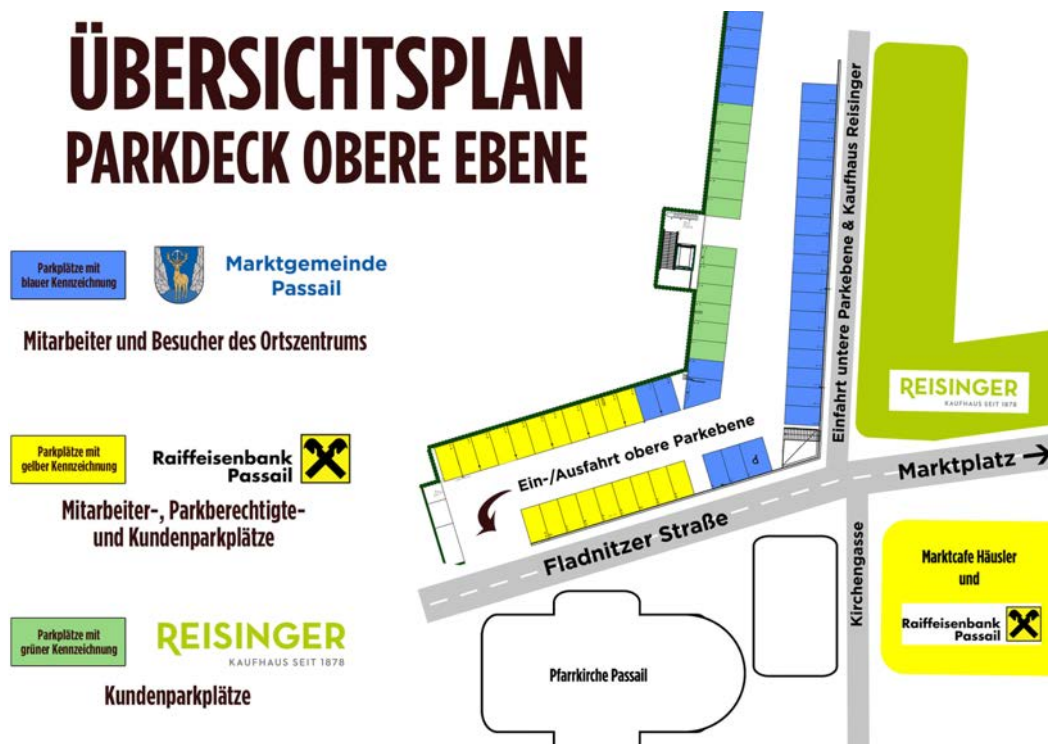 ÜBERSICHTSPLAN
PARKDECK OBERE EBENE
Parkplätze mit
blauer Kennzeichnung
Marktgemeinde
Passail
Mitarbeiter und Besucher des Ortszentrums
Parkplätze mit
gelber Kennzeichnung
Raiffeisenbank
Passail
Mitarbeiter-, Parkberechtigte-
und Kundenparkplätze
Parkplätze mit
grüner Kennzeichnung
REISINGER
KAUFHAUS SEIT 1878
Kundenparkplätze
Einfahrt untere Parkebene & Kaufhaus Reisinger
REISINGER
KAUFHAUS SEIT 1878
Ein-/Ausfahrt obere Parkebene
Marktplatz →
Fladnitzer Straße
Kirchengasse
Marktcafe Häusler
und
Raiffeisenbank
Passail
Pfarrkirche Passail